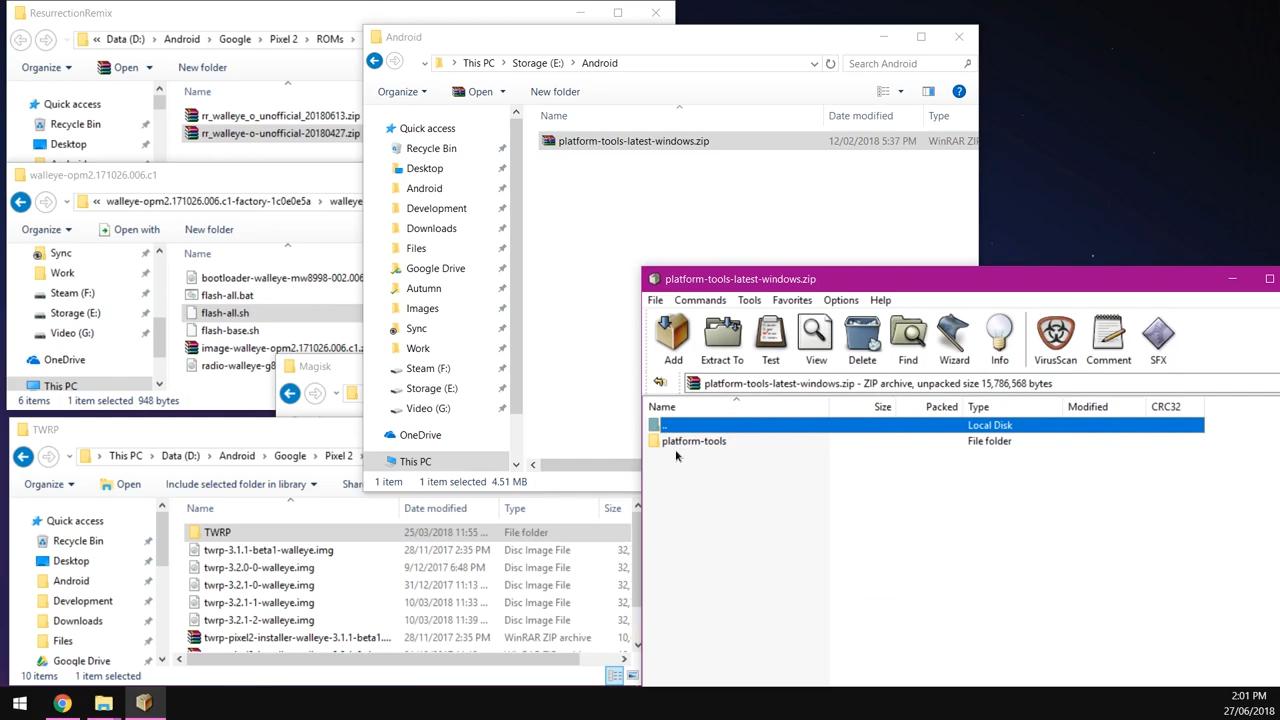 ResurrectionRemix
Data (D:) Android Google Pixel 2 ROMs
Organize Open New folder
Name
Quick access
Recycle Bin
Desktop
rr_walleye_o_unofficial_20180613.zip
rr_walleye-o-unofficial-20180427.zip
walleye-opm2.171026.006.c1
« walleye-opm2.171026.006.c1-factory-1c0e0e5a walleye
Organize Open with New folder
Name
Sync
Work
Steam (F:)
Storage (E:)
Video (G:)
OneDrive
This PC
bootloader-walleye-mw8998-002.006
flash-all.bat
flash-all.sh
flash-base.sh
image-walleye-opm2.171026.006.c1.z
radio-walleye-g8
6 items 1 item selected 948 bytes
Magisk
TWRP
This PC Data (D:) Android Google Pixel 2
Organize Open Include selected folder in library Shar
Name Date modified Type Size
Quick access
Recycle Bin
Desktop
Android
Development
Downloads
Files
Google Drive
TWRP 25/03/2018 11:55 ... File folder
twrp-3.1.1-beta1-walleye.img 28/11/2017 2:35 PM Disc Image File 32,
twrp-3.2.0-0-walleye.img 9/12/2017 6:48 PM Disc Image File 32,
twrp-3.2.1-0-walleye.img 31/12/2017 11:13 ... Disc Image File 32,
twrp-3.2.1-1-walleye.img 10/03/2018 11:33 ... Disc Image File 32,
twrp-3.2.1-2-walleye.img 10/03/2018 11:39 ... Disc Image File 32,
twrp-pixel2-installer-walleye-3.1.1-beta1.... 28/11/2017 2:35 PM WinRAR ZIP archive 10,
10 items 1 item selected
Android
This PC Storage (E:) Android
Search Android
Organize Open New folder
Name Date modified Type
Quick access
Recycle Bin
Desktop
Android
Development
Downloads
Files
Google Drive
Autumn
Images
Sync
Work
Steam (F:)
Storage (E:)
Video (G:)
OneDrive
This PC
platform-tools-latest-windows.zip 12/02/2018 5:37 PM WinRAR ZIP
1 item 1 item selected 4.51 MB
platform-tools-latest-windows.zip
File Commands Tools Favorites Options Help
Add Extract To Test View Delete Find Wizard Info VirusScan Comment SFX
platform-tools-latest-windows.zip - ZIP archive, unpacked size 15,786,568 bytes
Name Size Packed Type Modified CRC32
.. Local Disk
platform-tools File folder
2:01 PM
27/06/2018